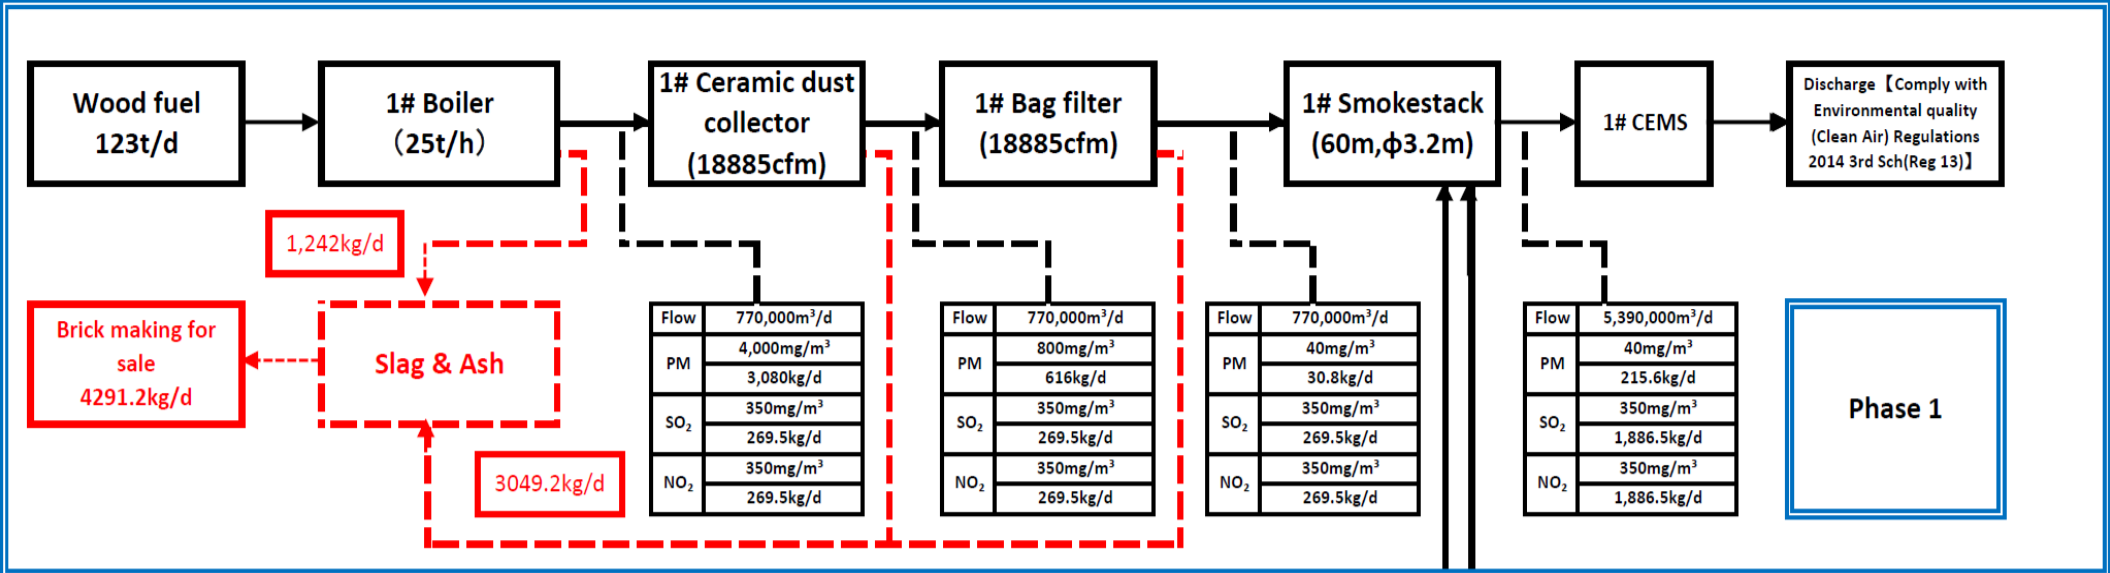 Wood fuel
123t/d
1# Boiler
（25t/h）
1# Ceramic dust
collector
(18885cfm)
1# Bag filter
(18885cfm)
1# Smokestack
(60m,ф3.2m)
1# CEMS
Discharge【Comply with
Environmental quality
(Clean Air) Regulations
2014 3rd Sch(Reg 13)】
1,242kg/d
Brick making for
sale
4291.2kg/d
Slag & Ash
3049.2kg/d
Flow 770,000m³/d
PM 4,000mg/m³
3,080kg/d
SO₂ 350mg/m³
269.5kg/d
NO₂ 350mg/m³
269.5kg/d
Flow 770,000m³/d
PM 800mg/m³
616kg/d
SO₂ 350mg/m³
269.5kg/d
NO₂ 350mg/m³
269.5kg/d
Flow 770,000m³/d
PM 40mg/m³
30.8kg/d
SO₂ 350mg/m³
269.5kg/d
NO₂ 350mg/m³
269.5kg/d
Flow 5,390,000m³/d
PM 40mg/m³
215.6kg/d
SO₂ 350mg/m³
1,886.5kg/d
NO₂ 350mg/m³
1,886.5kg/d
Phase 1